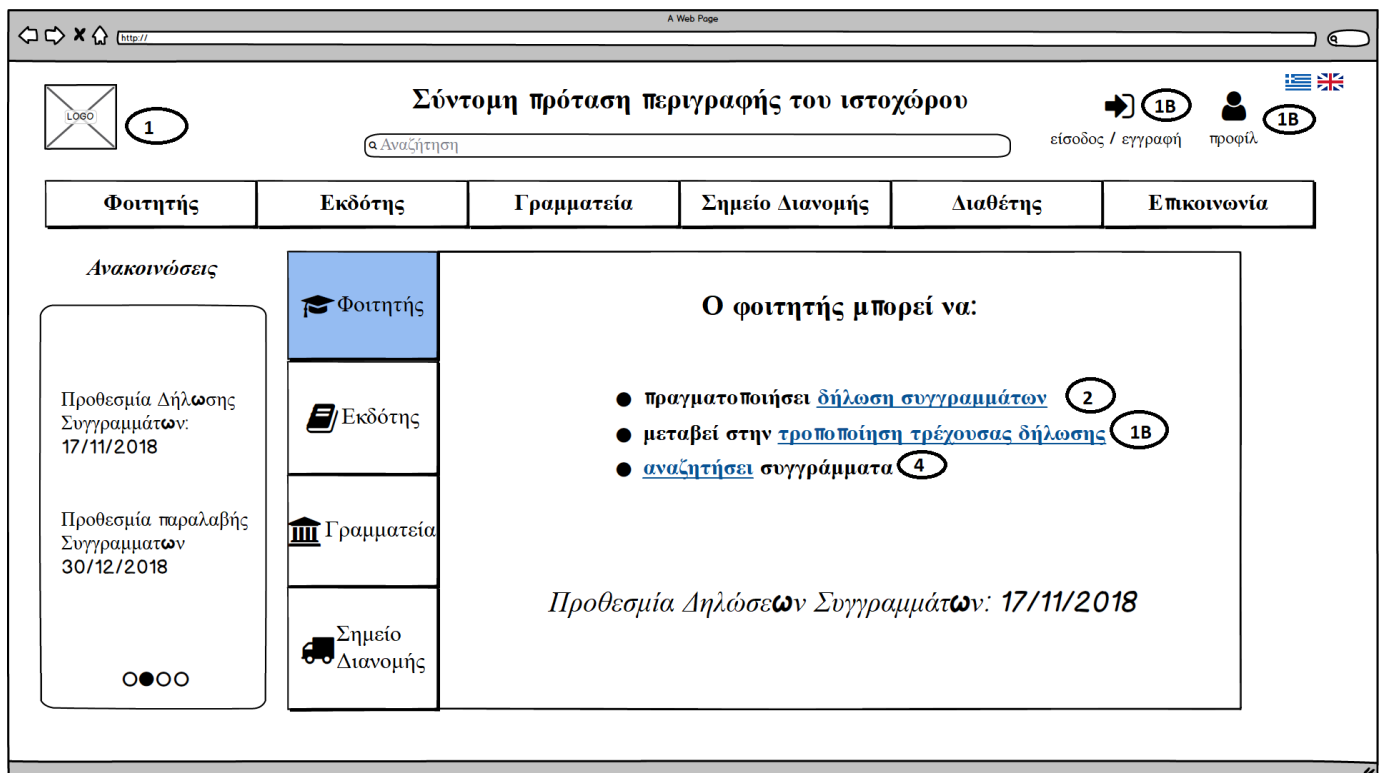 A Web Page
http://
LOGO
1
Σύντομη πρόταση περιγραφής του ιστοχώρου
Αναζήτηση
1B
είσοδος / εγγραφή
προφίλ
1B
Φοιτητής Εκδότης Γραμματεία Σημείο Διανομής Διαθέτης Επικοινωνία
Ανακοινώσεις
Προθεσμία Δήλωσης
Συγγραμμάτων:
17/11/2018
Προθεσμία παραλαβής
Συγγραμματων
30/12/2018
Φοιτητής
Εκδότης
Γραμματεία
Σημείο
Διανομής
Ο φοιτητής μπορεί να:
● πραγματοποιήσει δήλωση συγγραμμάτων 2
● μεταβεί στην τροποποίηση τρέχουσας δήλωσης 1B
● αναζητήσει συγγράμματα 4
Προθεσμία Δηλώσεων Συγγραμμάτων: 17/11/2018